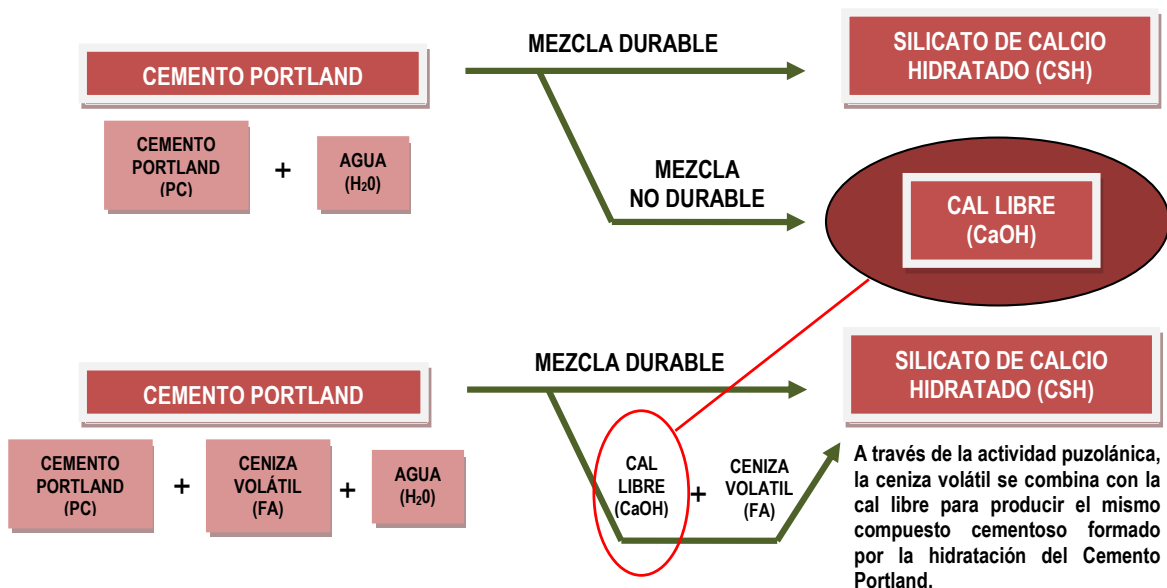 MEZCLA DURABLE
CEMENTO PORTLAND
SILICATO DE CALCIO
HIDRATADO (CSH)
CEMENTO
PORTLAND
(PC)
+
AGUA
(H₂0)
MEZCLA
NO DURABLE
CAL LIBRE
(CaOH)
MEZCLA DURABLE
CEMENTO PORTLAND
SILICATO DE CALCIO
HIDRATADO (CSH)
CEMENTO
PORTLAND
(PC)
+
CENIZA
VOLÁTIL
(FA)
+
AGUA
(H₂0)
CAL
LIBRE
(CaOH)
+
CENIZA
VOLATIL
(FA)
A través de la actividad puzolánica,
la ceniza volátil se combina con la
cal libre para producir el mismo
compuesto cementoso formado
por la hidratación del Cemento
Portland.